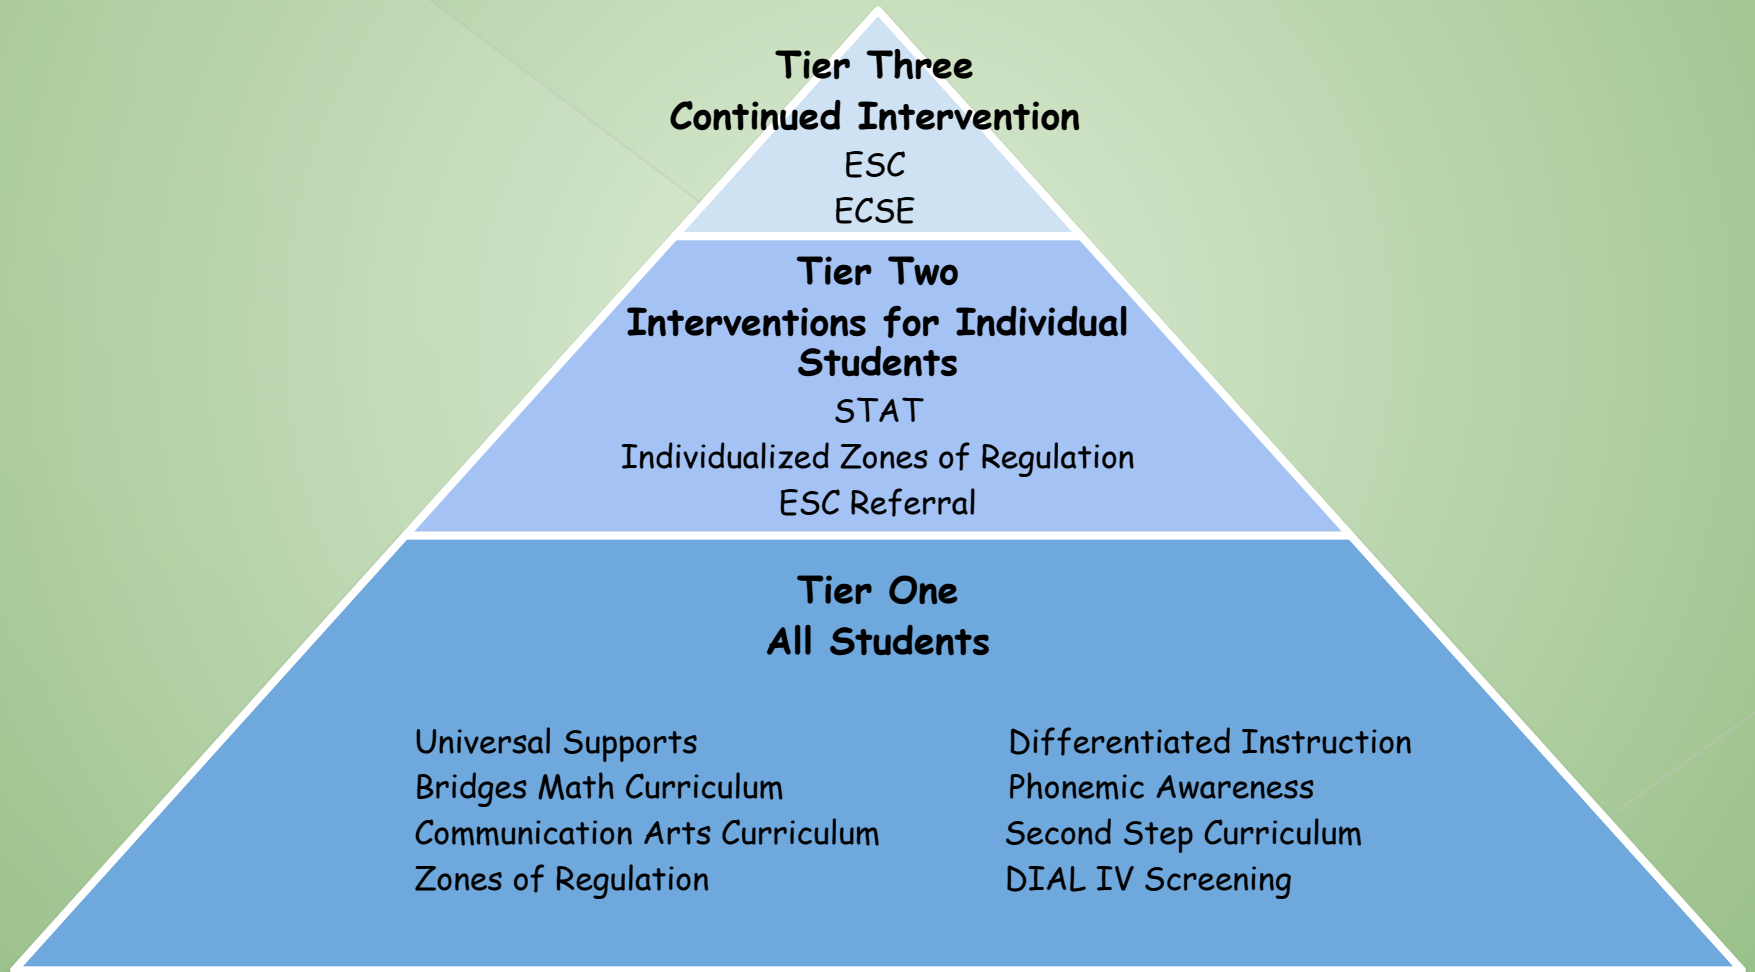 Tier Three
Continued Intervention
ESC
ECSE
Tier Two
Interventions for Individual
Students
STAT
Individualized Zones of Regulation
ESC Referral
Tier One
All Students
Universal Supports
Bridges Math Curriculum
Communication Arts Curriculum
Zones of Regulation
Differentiated Instruction
Phonemic Awareness
Second Step Curriculum
DIAL IV Screening